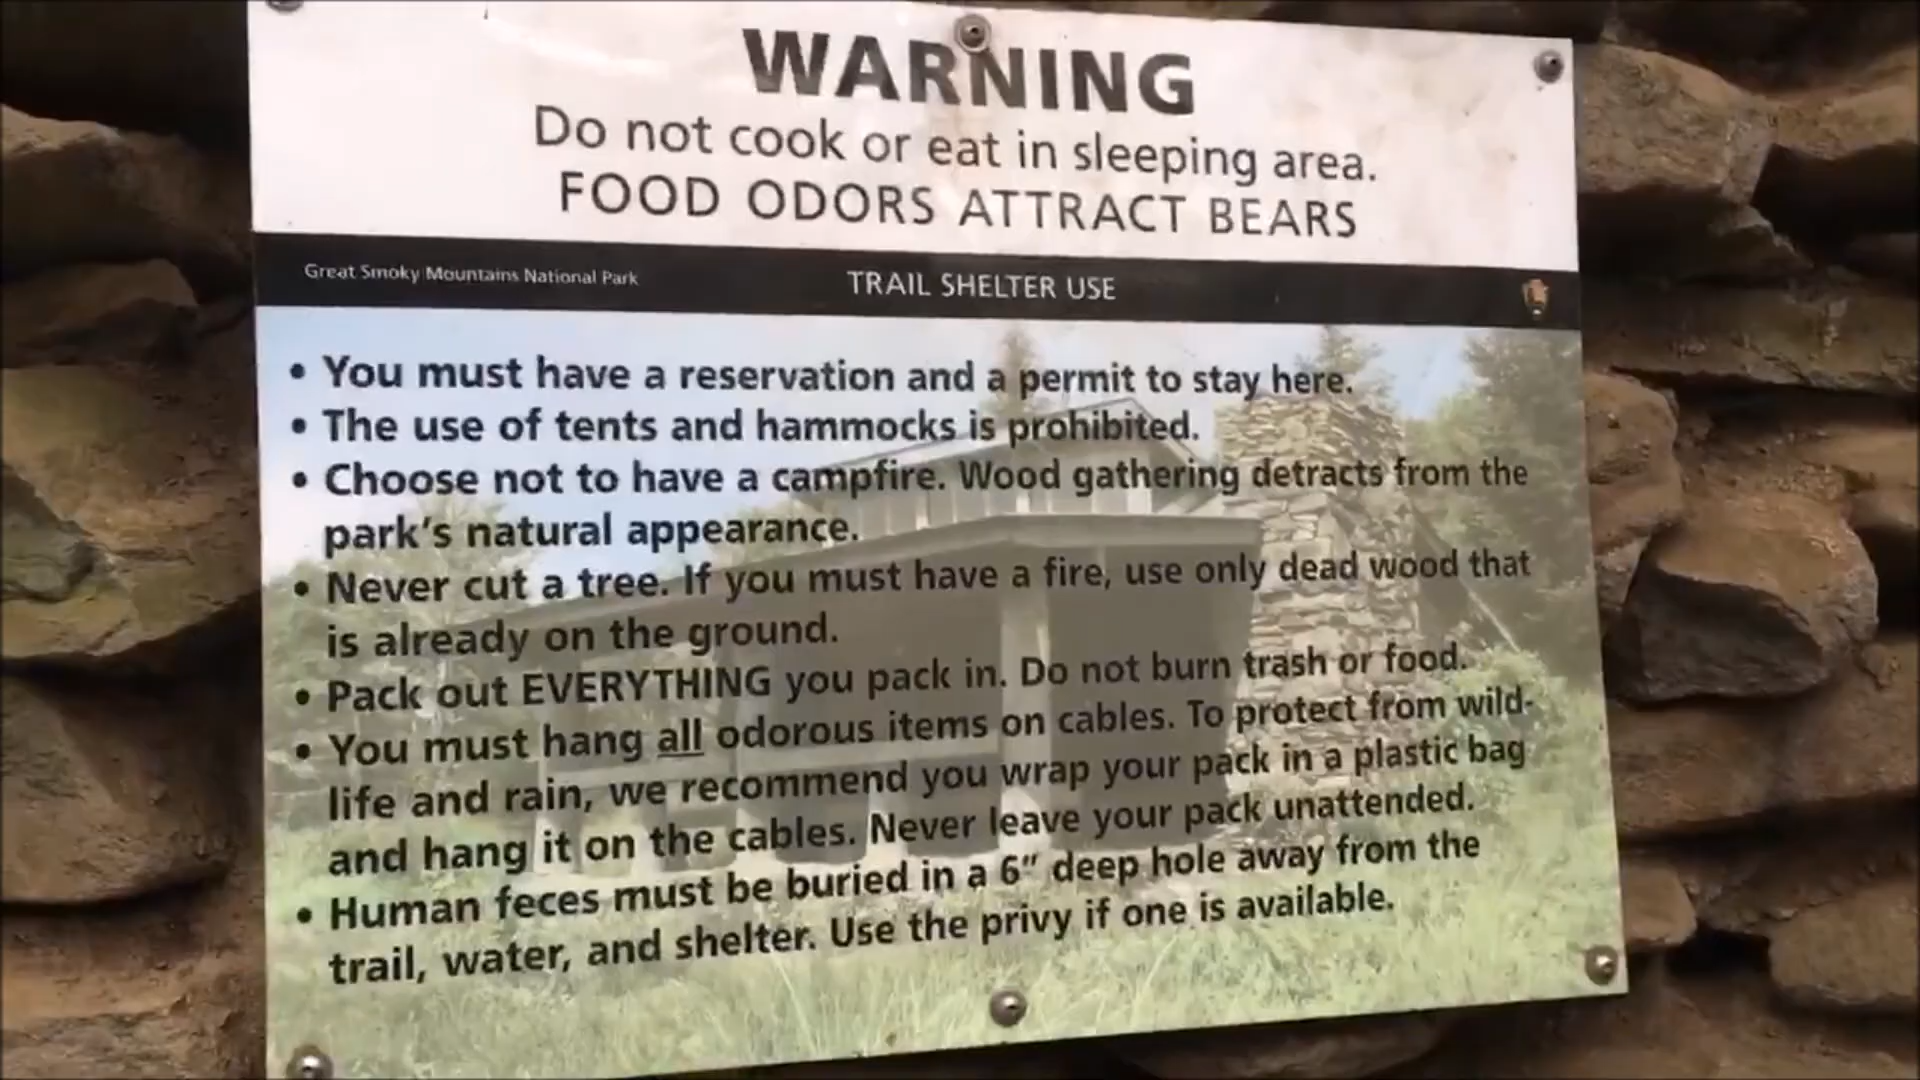 WARNING
Do not cook or eat in sleeping area.
FOOD ODORS ATTRACT BEARS
Great Smoky Mountains National Park
TRAIL SHELTER USE
• You must have a reservation and a permit to stay here.
• The use of tents and hammocks is prohibited.
• Choose not to have a campfire. Wood gathering detracts from the
park's natural appearance.
• Never cut a tree. If you must have a fire, use only dead wood that
is already on the ground.
• Pack out EVERYTHING you pack in. Do not burn trash or food.
• You must hang all odorous items on cables. To protect from wild-
life and rain, we recommend you wrap your pack in a plastic bag
and hang it on the cables. Never leave your pack unattended.
• Human feces must be buried in a 6" deep hole away from the
trail, water, and shelter. Use the privy if one is available.